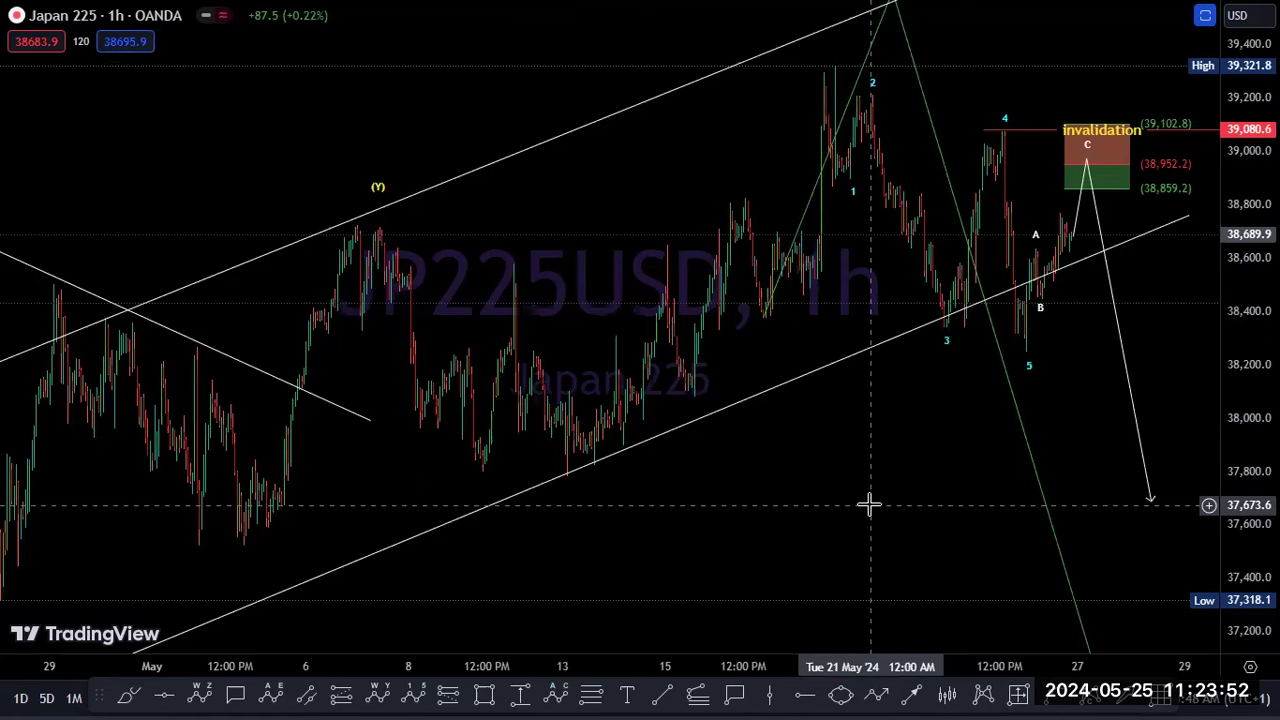 Japan 225 · 1h · OANDA
+87.5 (+0.22%)
USD
38683.9
120
38695.9
39,400.0
High 39,321.8
39,200.0
2
4
invalidation
(39,102.8)
39,080.6
C
39,000.0
(38,952.2)
(Y)
1
(38,859.2)
38,800.0
A
38,689.9
JP225USD, 1h
38,600.0
B
38,400.0
3
5
38,200.0
Japan 225
38,000.0
37,800.0
37,673.6
37,600.0
37,400.0
Low 37,318.1
TradingView
37,200.0
29 May 12:00 PM 6 8 12:00 PM 13 15 12:00 PM Tue 21 May '24 12:00 AM 12:00 PM 27 29
1D 5D 1M
W Z
A E
W Y
1 5
A C
2024-05-25 11:23:52
(UTC+1)